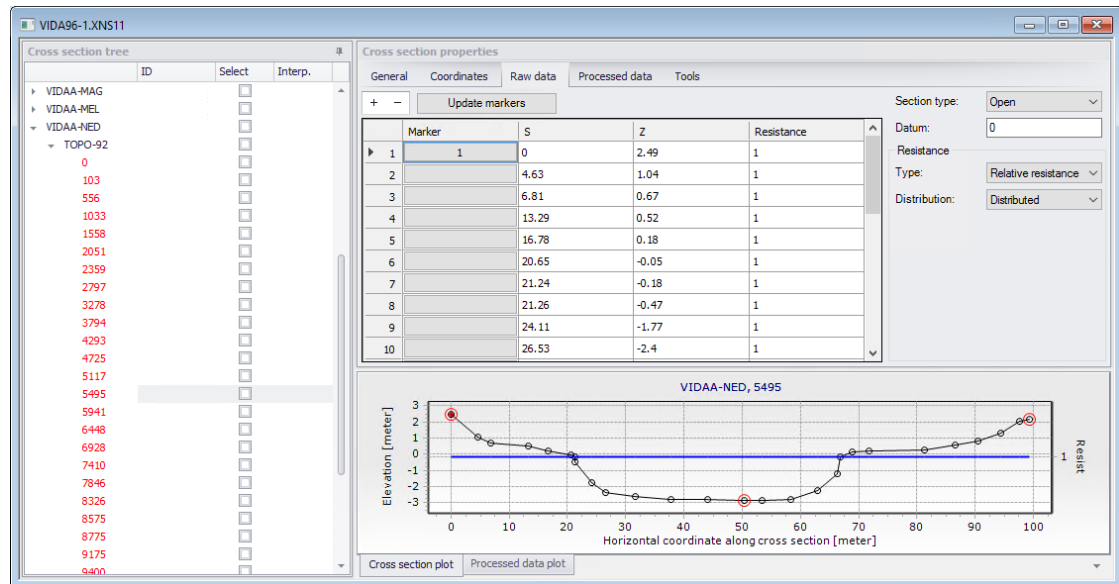 VIDA96-1.XNS11
Cross section tree
ID Select Interp.
VIDAA-MAG
VIDAA-MEL
VIDAA-NED
TOPO-92
0
103
556
1033
1558
2051
2359
2797
3278
3794
4293
4725
5117
5495
5941
6448
6928
7410
7846
8326
8575
8775
9175
9400
Cross section properties
General Coordinates Raw data Processed data Tools
+ - Update markers
Marker S Z Resistance
1 1 0 2.49 1
2 4.63 1.04 1
3 6.81 0.67 1
4 13.29 0.52 1
5 16.78 0.18 1
6 20.65 -0.05 1
7 21.24 -0.18 1
8 21.26 -0.47 1
9 24.11 -1.77 1
10 26.53 -2.4 1
Section type: Open
Datum: 0
Resistance
Type: Relative resistance
Distribution: Distributed
VIDAA-NED, 5495
Elevation [meter]
3
2
1
0
-1
-2
-3
1
Resist
0 10 20 30 40 50 60 70 80 90 100
Horizontal coordinate along cross section [meter]
Cross section plot Processed data plot